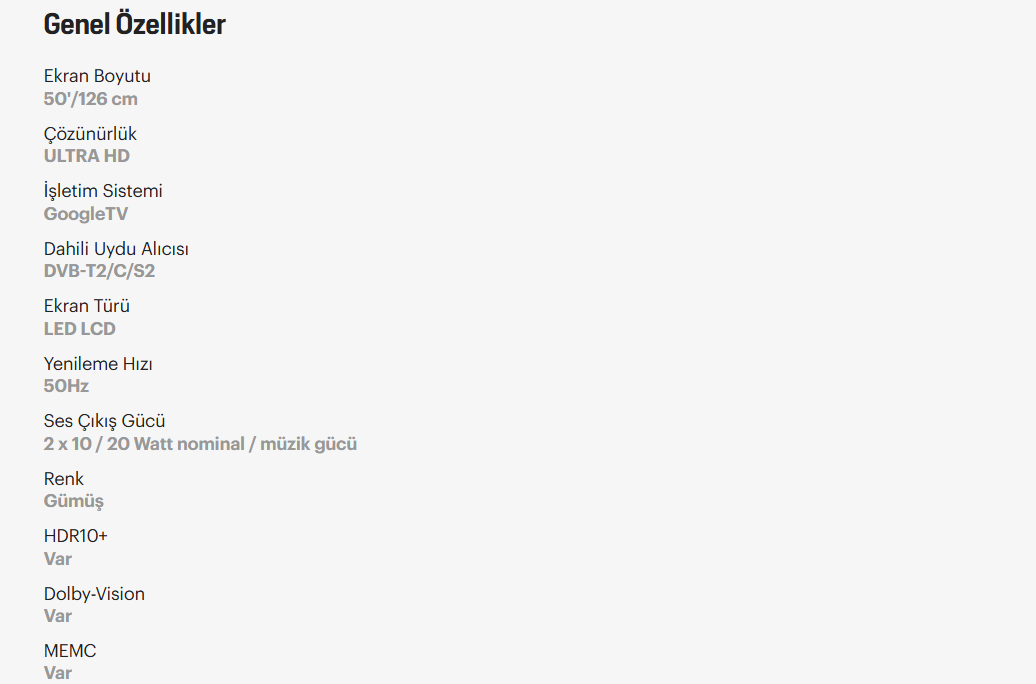 Genel Özellikler
Ekran Boyutu
50'/126 cm
Çözünürlük
ULTRA HD
İşletim Sistemi
GoogleTV
Dahili Uydu Alıcısı
DVB-T2/C/S2
Ekran Türü
LED LCD
Yenileme Hızı
50Hz
Ses Çıkış Gücü
2 x 10 / 20 Watt nominal / müzik gücü
Renk
Gümüş
HDR10+
Var
Dolby-Vision
Var
MEMC
Var